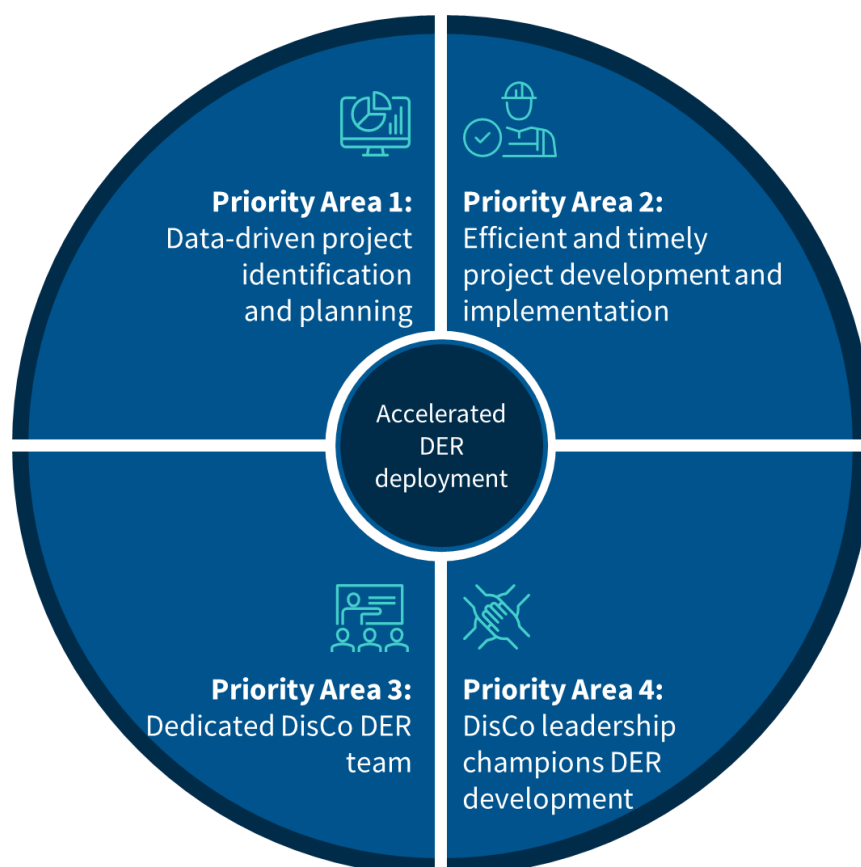 Priority Area 1:
Data-driven project
identification
and planning
Priority Area 2:
Efficient and timely
project development and
implementation
Accelerated
DER
deployment
Priority Area 3:
Dedicated DisCo DER
team
Priority Area 4:
DisCo leadership
champions DER
development